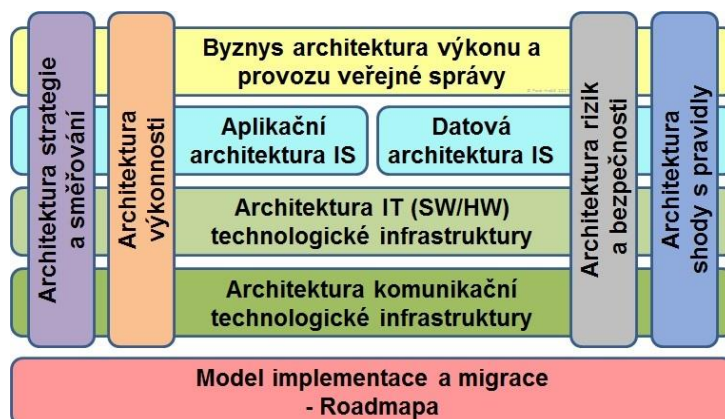 Byznys architektura výkonu a
provozu veřejné správy
Architektura strategie
a směřování
Architektura
výkonnosti
Aplikační
architektura IS
Datová
architektura IS
Architektura rizik
a bezpečnosti
Architektura
shody s pravidly
Architektura IT (SW/HW)
technologické infrastruktury
Architektura komunikační
technologické infrastruktury
Model implementace a migrace
- Roadmapa